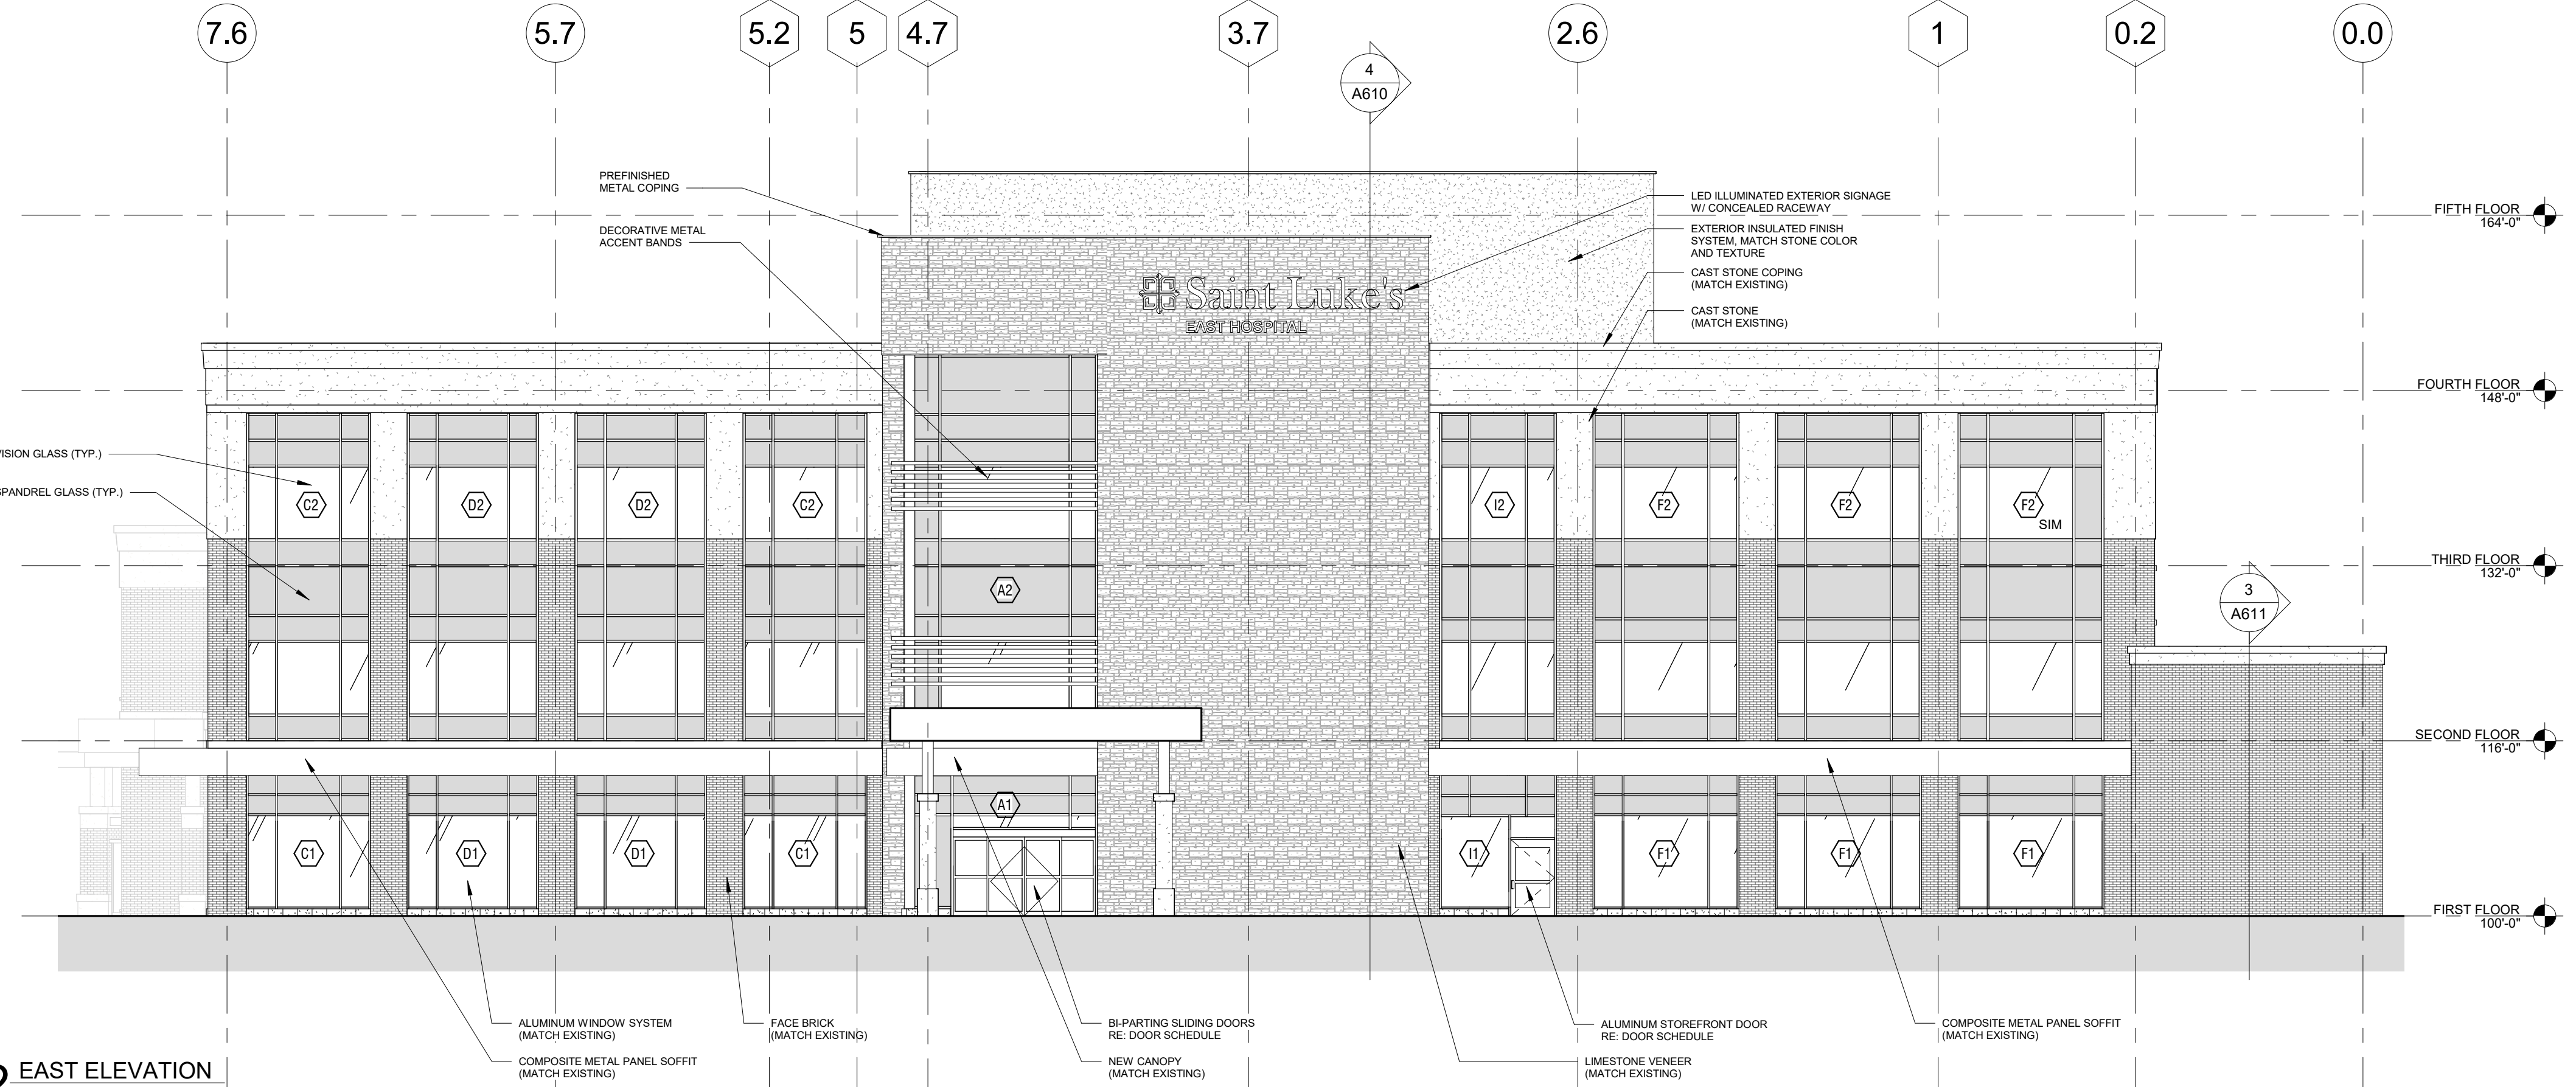 7.6
5.7
5.2
5
4.7
3.7
2.6
1
0.2
0.0
4
A610
PREFINISHED
METAL COPING
DECORATIVE METAL
ACCENT BANDS
LED ILLUMINATED EXTERIOR SIGNAGE
W/ CONCEALED RACEWAY
EXTERIOR INSULATED FINISH
SYSTEM, MATCH STONE COLOR
AND TEXTURE
CAST STONE COPING
(MATCH EXISTING)
CAST STONE
(MATCH EXISTING)
FIFTH FLOOR
164'-0"
Saint Luke's
EAST HOSPITAL
FOURTH FLOOR
148'-0"
VISION GLASS (TYP.)
SPANDREL GLASS (TYP.)
C2
D2
D2
C2
I2
F2
F2
F2
SIM
A2
THIRD FLOOR
132'-0"
3
A611
SECOND FLOOR
116'-0"
A1
C1
D1
D1
C1
I1
F1
F1
F1
FIRST FLOOR
100'-0"
ALUMINUM WINDOW SYSTEM
(MATCH EXISTING)
COMPOSITE METAL PANEL SOFFIT
(MATCH EXISTING)
FACE BRICK
(MATCH EXISTING)
BI-PARTING SLIDING DOORS
RE: DOOR SCHEDULE
NEW CANOPY
(MATCH EXISTING)
ALUMINUM STOREFRONT DOOR
RE: DOOR SCHEDULE
LIMESTONE VENEER
(MATCH EXISTING)
COMPOSITE METAL PANEL SOFFIT
(MATCH EXISTING)
EAST ELEVATION